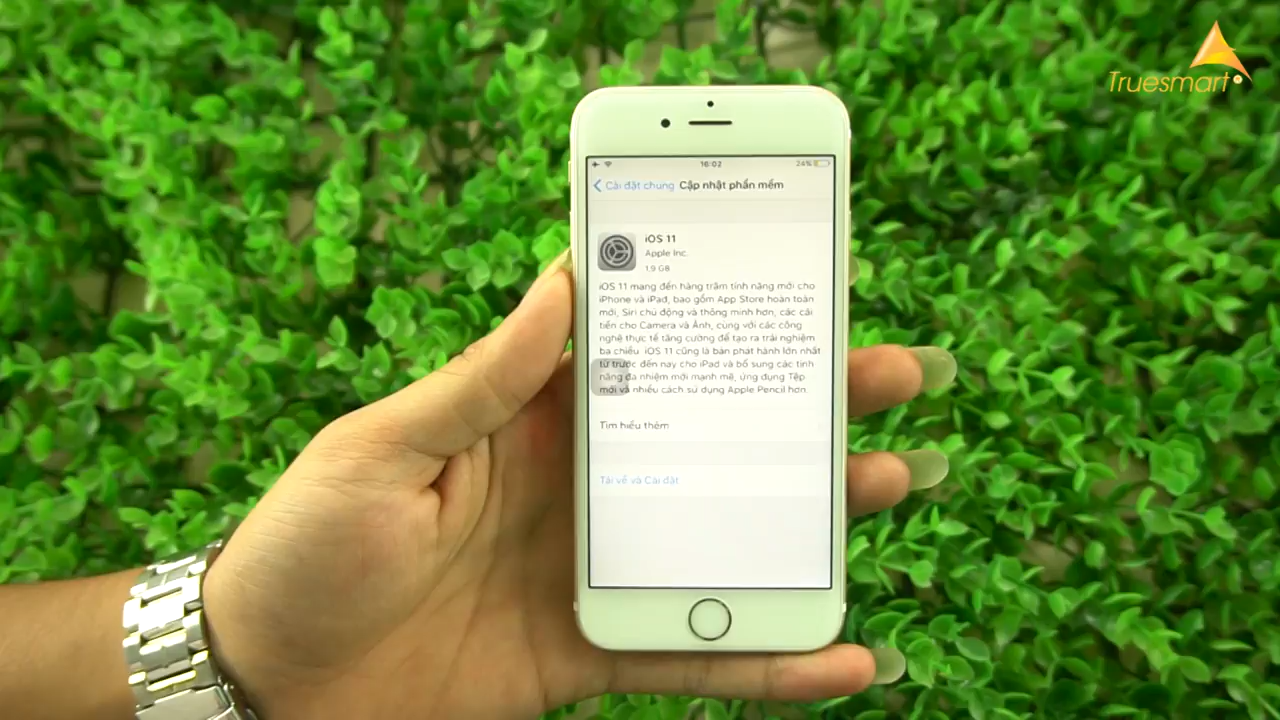 Truesmart
16:02
24%
Cài đặt chung Cập nhật phần mềm
iOS 11
Apple Inc.
1,9 GB
iOS 11 mang đến hàng trăm tính năng mới cho
iPhone và iPad, bao gồm App Store hoàn toàn
mới, Siri chủ động và thông minh hơn, các cải
tiến cho Camera và Ảnh, cùng với các công
nghệ thực tế tăng cường để tạo ra trải nghiệm
ba chiều. iOS 11 cũng là bản phát hành lớn nhất
từ trước đến nay cho iPad và bổ sung các tính
năng đa nhiệm mới mạnh mẽ, ứng dụng Tệp
mới và nhiều cách sử dụng Apple Pencil hơn.
Tìm hiểu thêm
Tải về và Cài đặt